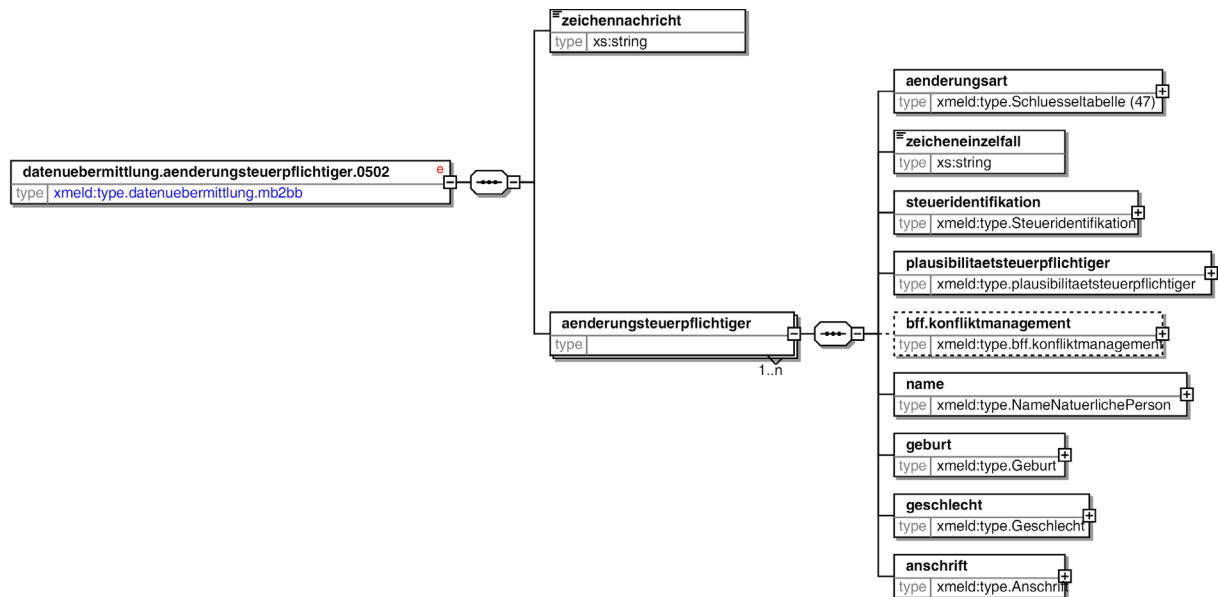 zeichennachricht
type xs:string
aenderungsart
type xmeld:type.Schluesseltabelle (47)
zeicheneinzelfall
type xs:string
datenuebermittlung.aenderungsteuerpflichtiger.0502 e
type xmeld:type.datenuebermittlung.mb2bb
steueridentifikation
type xmeld:type.Steueridentifikation
plausibilitaetsteuerpflichtiger
type xmeld:type.plausibilitaetsteuerpflichtiger
aenderungsteuerpflichtiger
type
1..n
bff.konfliktmanagement
type xmeld:type.bff.konfliktmanagement
name
type xmeld:type.NameNatuerlichePerson
geburt
type xmeld:type.Geburt
geschlecht
type xmeld:type.Geschlecht
anschrift
type xmeld:type.Anschrift